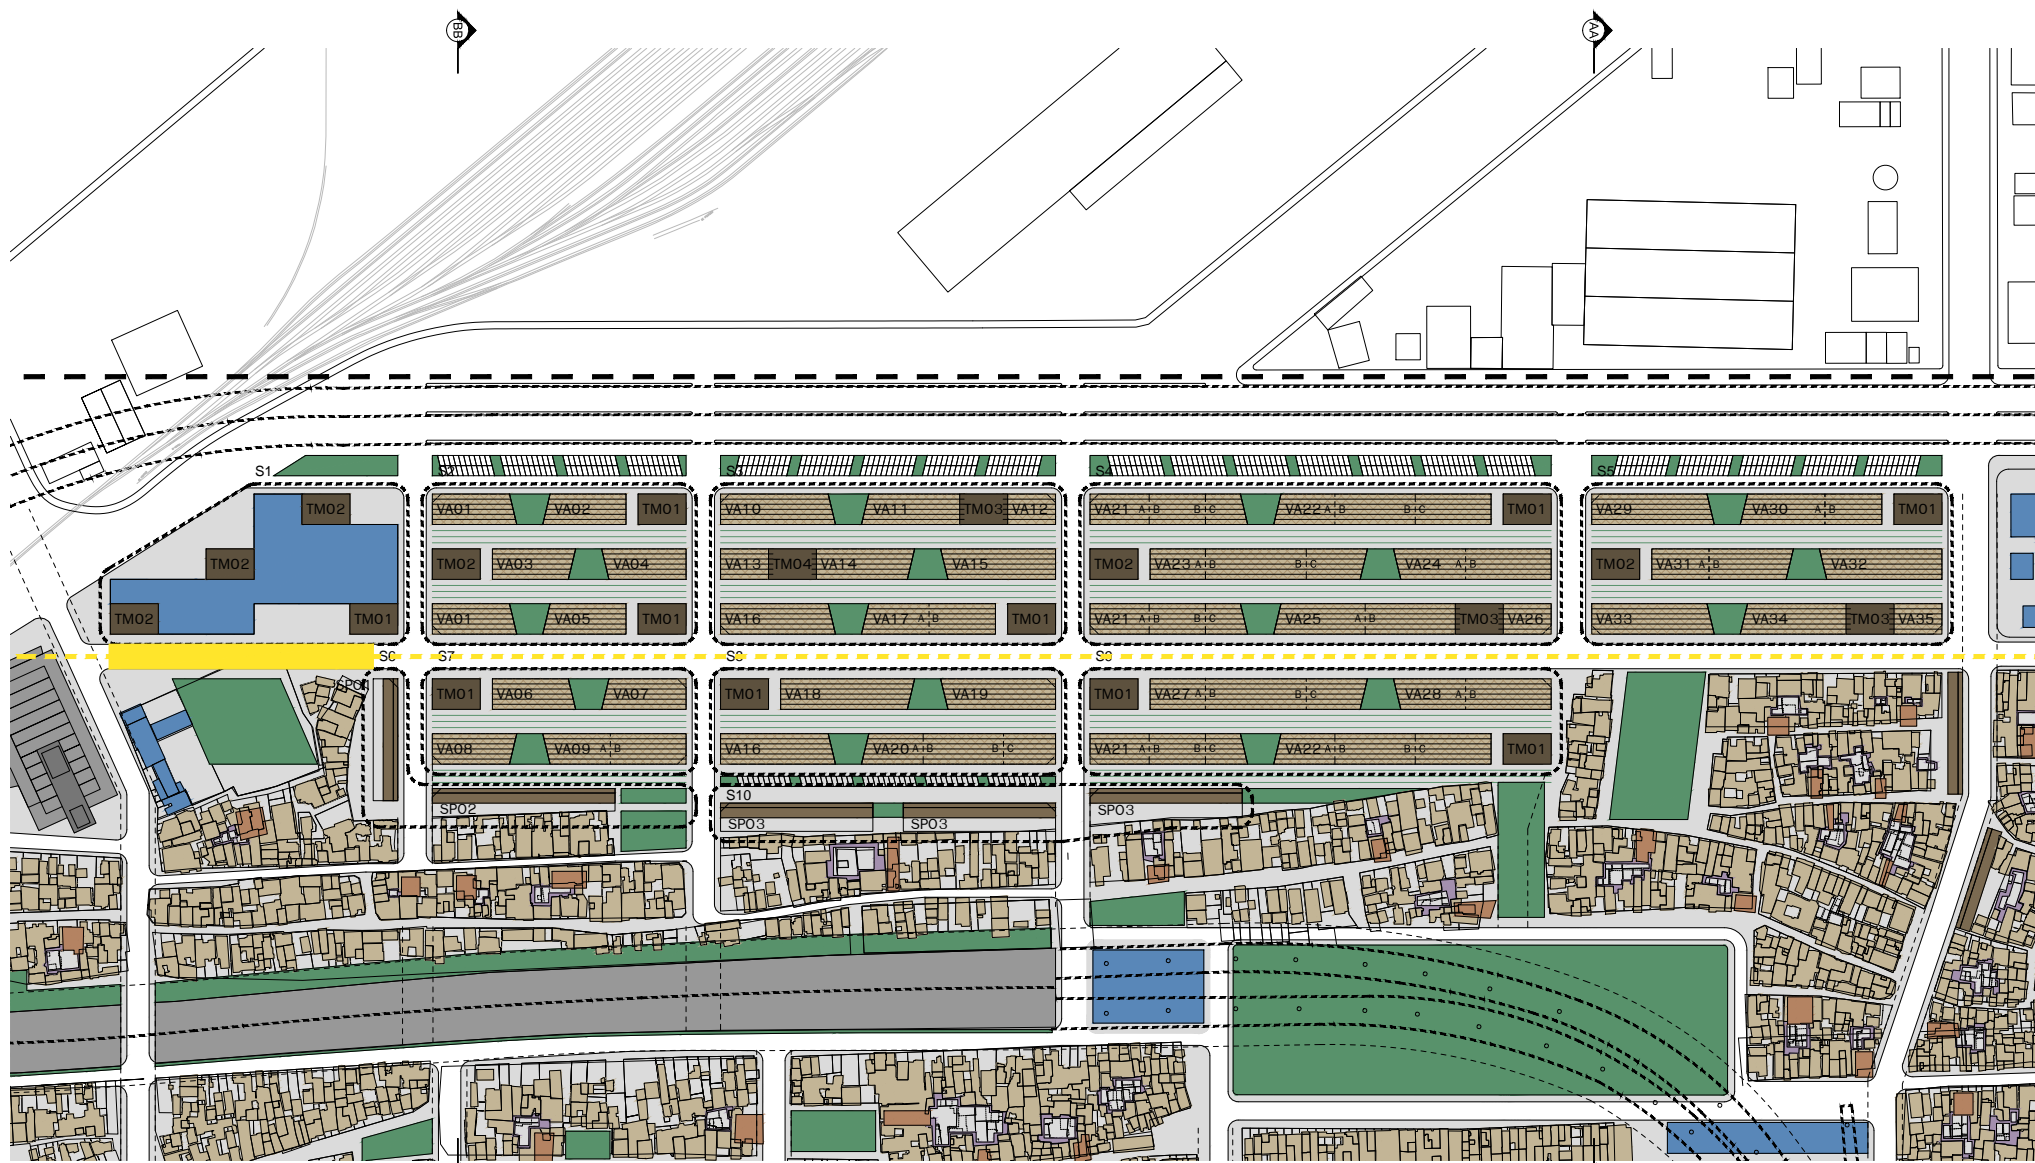 BB AA
S1 S2 S3 S4 S5
VA01 VA02 TM01 VA10 VA11 TM03 VA12 VA21 A B B C VA22 A B B C TM01 VA29 VA30 A B TM01
TM02
TM02 TM02 VA03 VA04 VA13 TM04 VA14 VA15 TM02 VA23 A B B C VA24 A B TM02 VA31 A B VA32
TM02 TM01 VA01 VA05 TM01 VA16 VA17 A B TM01 VA21 A B B C VA25 A B TM03 VA26 VA33 VA34 TM03 VA35
S6 S7 S8 S9
TM01 VA06 VA07 TM01 VA18 VA19 TM01 VA27 A B B C VA28 A B
VA08 VA09 A B VA16 VA20 A B B C VA21 A B B C VA22 A B B C TM01
S10
SP02 SP03
SP03 SP03